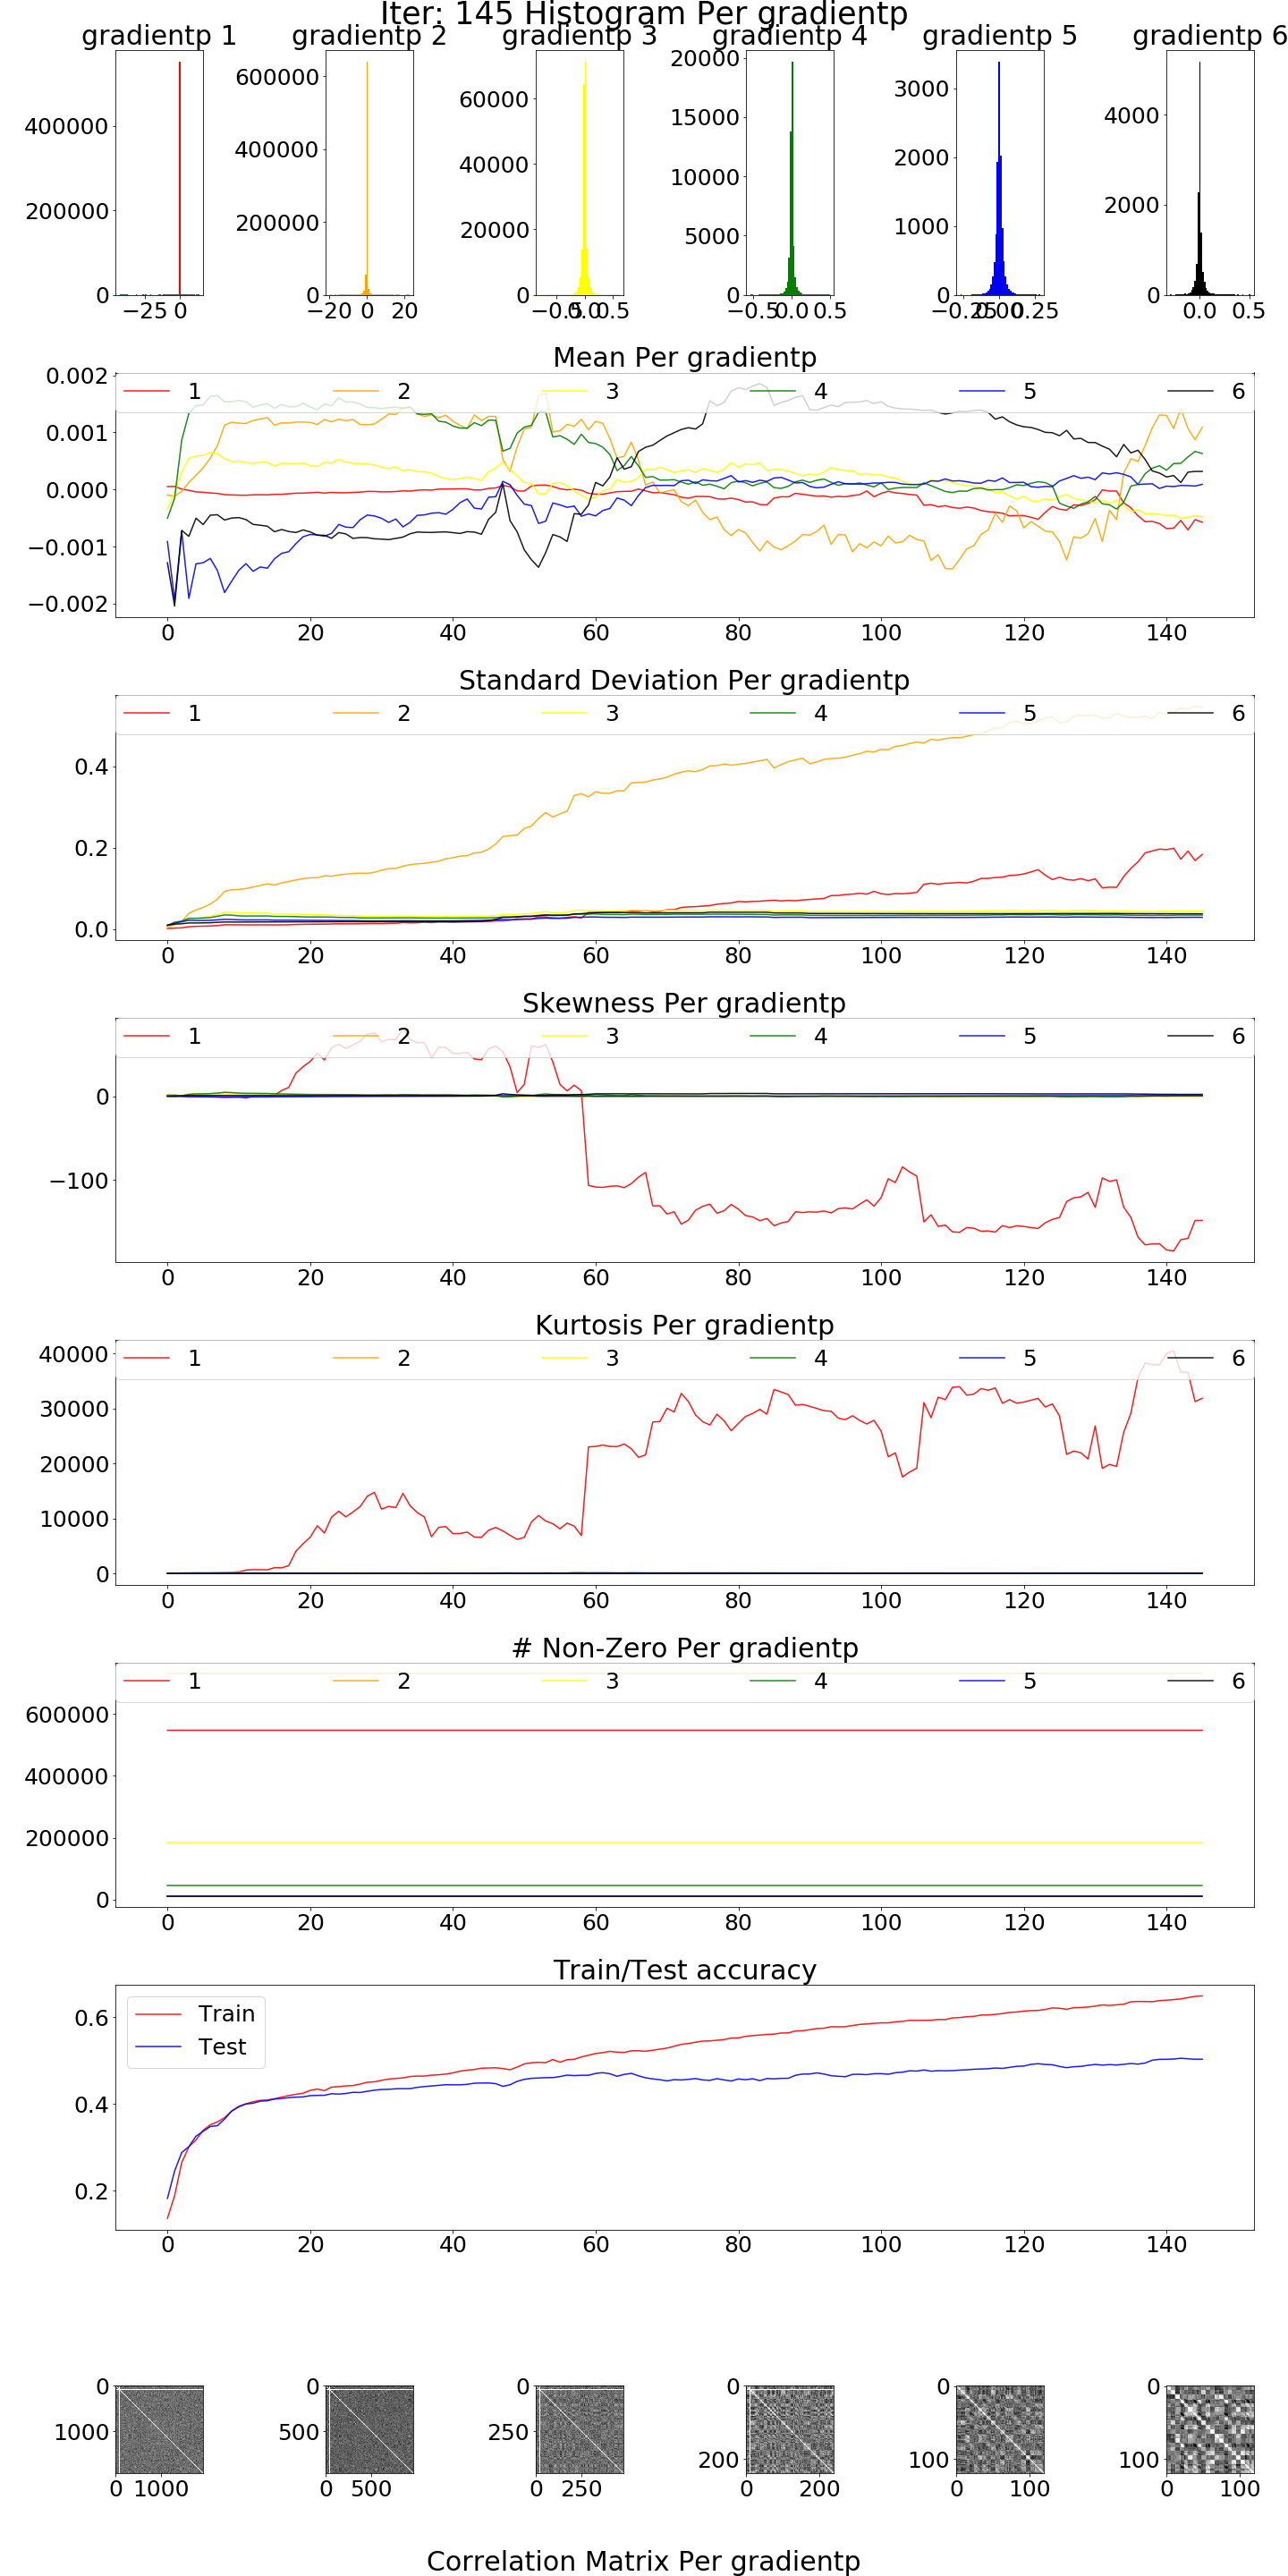 Iter: 145 Histogram Per gradientp
gradientp 1 gradientp 2 gradientp 3 gradientp 4 gradientp 5 gradientp 6
400000
200000
0
−25 0
600000
400000
200000
0
−20 0 20
60000
40000
20000
0
−0.5 0.0 0.5
20000
15000
10000
5000
0
−0.5 0.0 0.5
3000
2000
1000
0
−0.25 0.00 0.25
4000
2000
0
0.0 0.5
Mean Per gradientp
1 2 3 4 5 6
0.002
0.001
0.000
−0.001
−0.002
0 20 40 60 80 100 120 140
Standard Deviation Per gradientp
1 2 3 4 5 6
0.4
0.2
0.0
0 20 40 60 80 100 120 140
Skewness Per gradientp
1 2 3 4 5 6
0
−100
0 20 40 60 80 100 120 140
Kurtosis Per gradientp
1 2 3 4 5 6
40000
30000
20000
10000
0
0 20 40 60 80 100 120 140
# Non-Zero Per gradientp
1 2 3 4 5 6
600000
400000
200000
0
0 20 40 60 80 100 120 140
Train/Test accuracy
Train
Test
0.6
0.4
0.2
0 20 40 60 80 100 120 140
0
1000
0 1000
0
500
0 500
0
250
0 250
0
200
0 200
0
100
0 100
0
100
0 100
Correlation Matrix Per gradientp